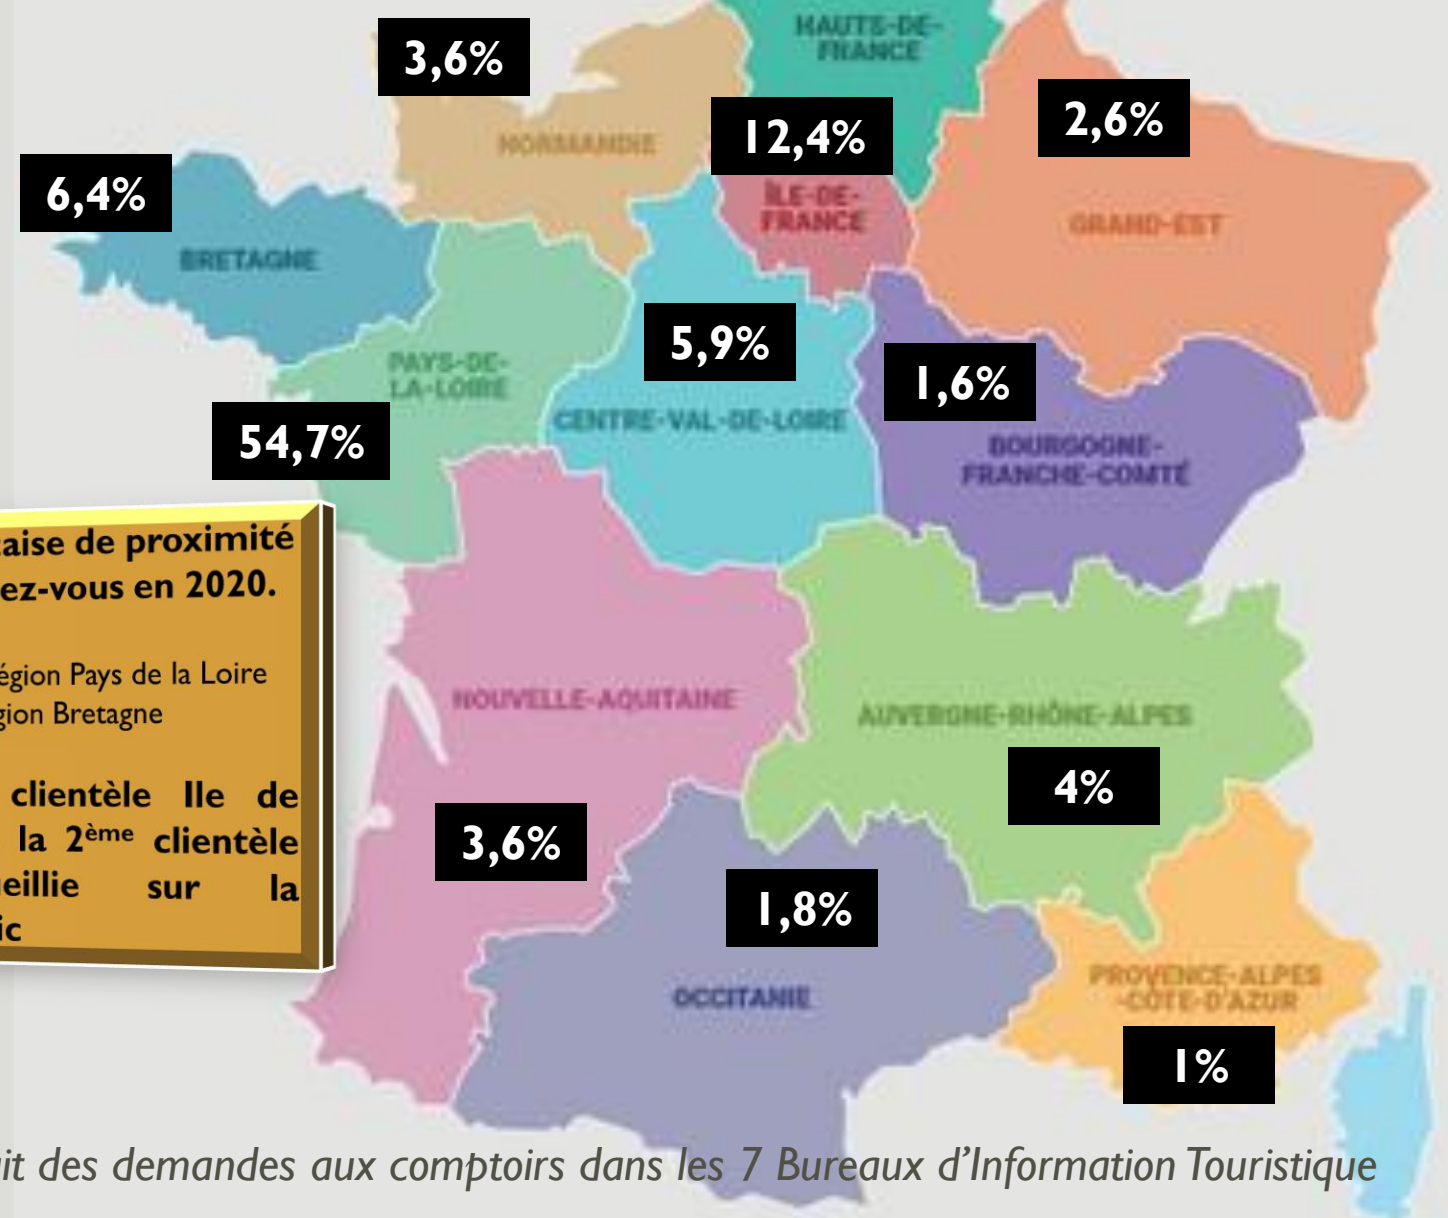 HAUTS-DE-
FRANCE
3,6%
NORMANDIE
12,4%
ÎLE-DE-
FRANCE
2,6%
GRAND-EST
6,4%
BRETAGNE
PAYS-DE-
LA-LOIRE
54,7%
5,9%
CENTRE-VAL-DE-LOIRE
1,6%
BOURGOGNE-
FRANCHE-COMTÉ
aise de proximité
ez-vous en 2020.
égion Pays de la Loire
gion Bretagne
clientèle Ile de
la 2ème clientèle
eillie sur la
ic
NOUVELLE-AQUITAINE
3,6%
AUVERGNE-RHÔNE-ALPES
4%
1,8%
OCCITANIE
PROVENCE-ALPES
-CÔTE-D'AZUR
1%
it des demandes aux comptoirs dans les 7 Bureaux d’Information Touristique